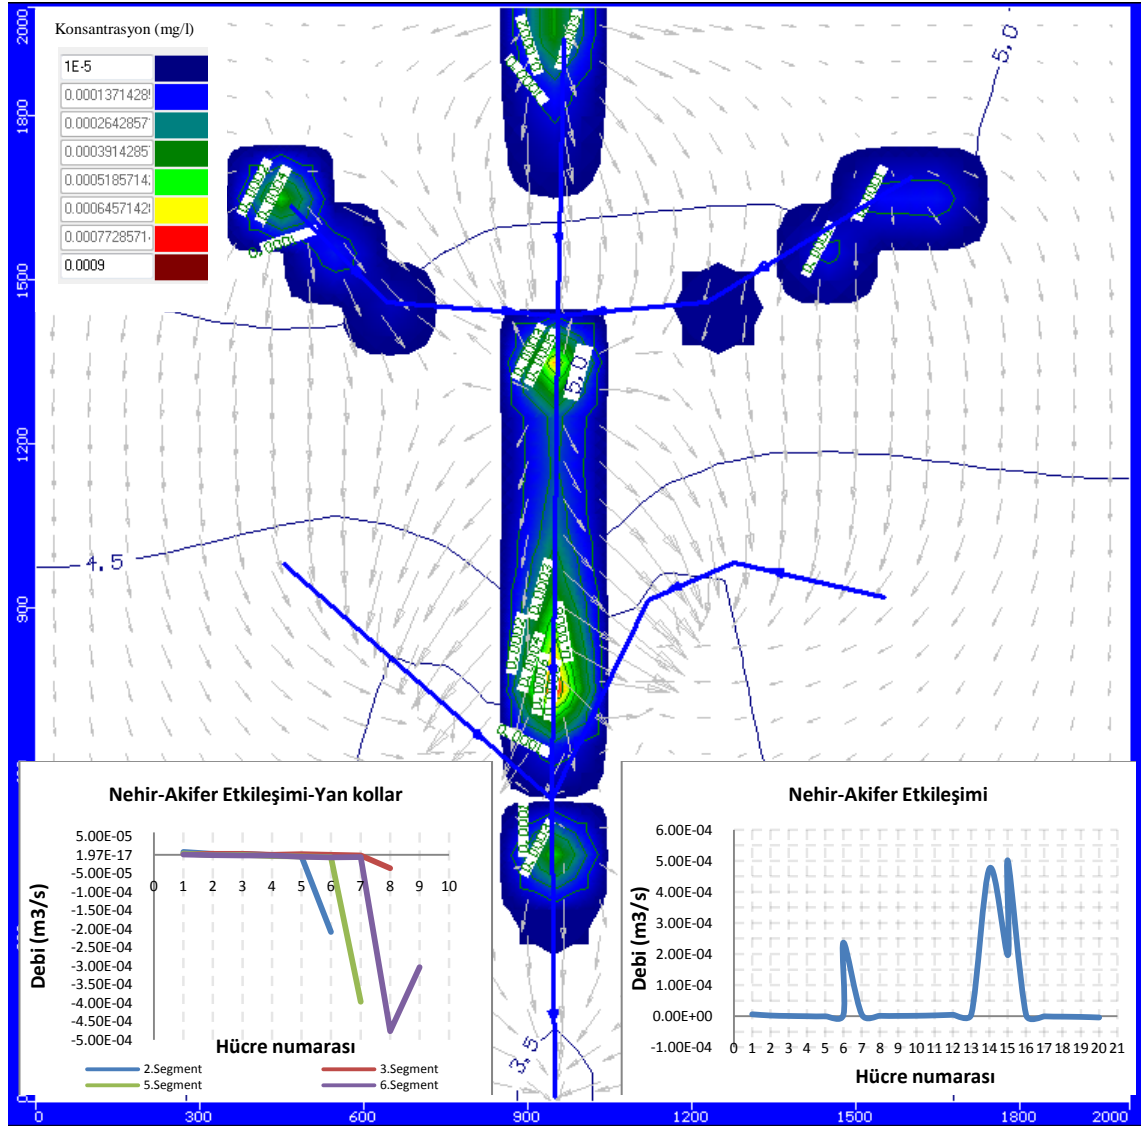 Konsantrasyon (mg/l)
1E-5
0.0001371428
0.0002642857
0.000391428
0.000518571
0.000645714
0.000772857
0.0009
5,0
5,0
4.5
3.5
2000
1800
1500
1200
900
0
300
600
900
1200
1500
1800
2000
Nehir-Akifer Etkileşimi-Yan kollar
5.00E-05
1.97E-17
-5.00E-05
-1.00E-04
-1.50E-04
-2.00E-04
-2.50E-04
-3.00E-04
-3.50E-04
-4.00E-04
-4.50E-04
-5.00E-04
0 1 2 3 4 5 6 7 8 9 10
Debi (m3/s)
Hücre numarası
2.Segment
3.Segment
5.Segment
6.Segment
Nehir-Akifer Etkileşimi
6.00E-04
5.00E-04
4.00E-04
3.00E-04
2.00E-04
1.00E-04
0.00E+00
-1.00E-04
0 1 2 3 4 5 6 7 8 9 10 11 12 13 14 15 16 17 18 19 20 21
Debi (m3/s)
Hücre numarası